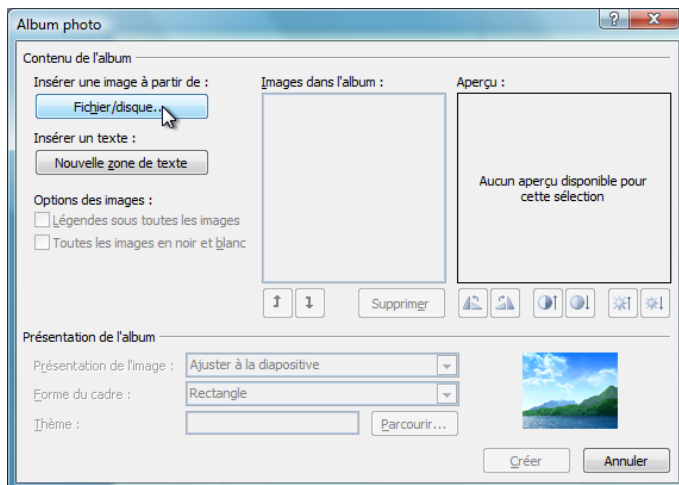 Album photo
Contenu de l'album
Insérer une image à partir de :
Fichier/disque...
Insérer un texte :
Nouvelle zone de texte
Options des images :
Légendes sous toutes les images
Toutes les images en noir et blanc
Images dans l'album :
Supprimer
Aperçu :
Aucun aperçu disponible pour
cette sélection
Présentation de l'album
Présentation de l'image :
Ajuster à la diapositive
Forme du cadre :
Rectangle
Thème :
Parcourir...
Créer
Annuler